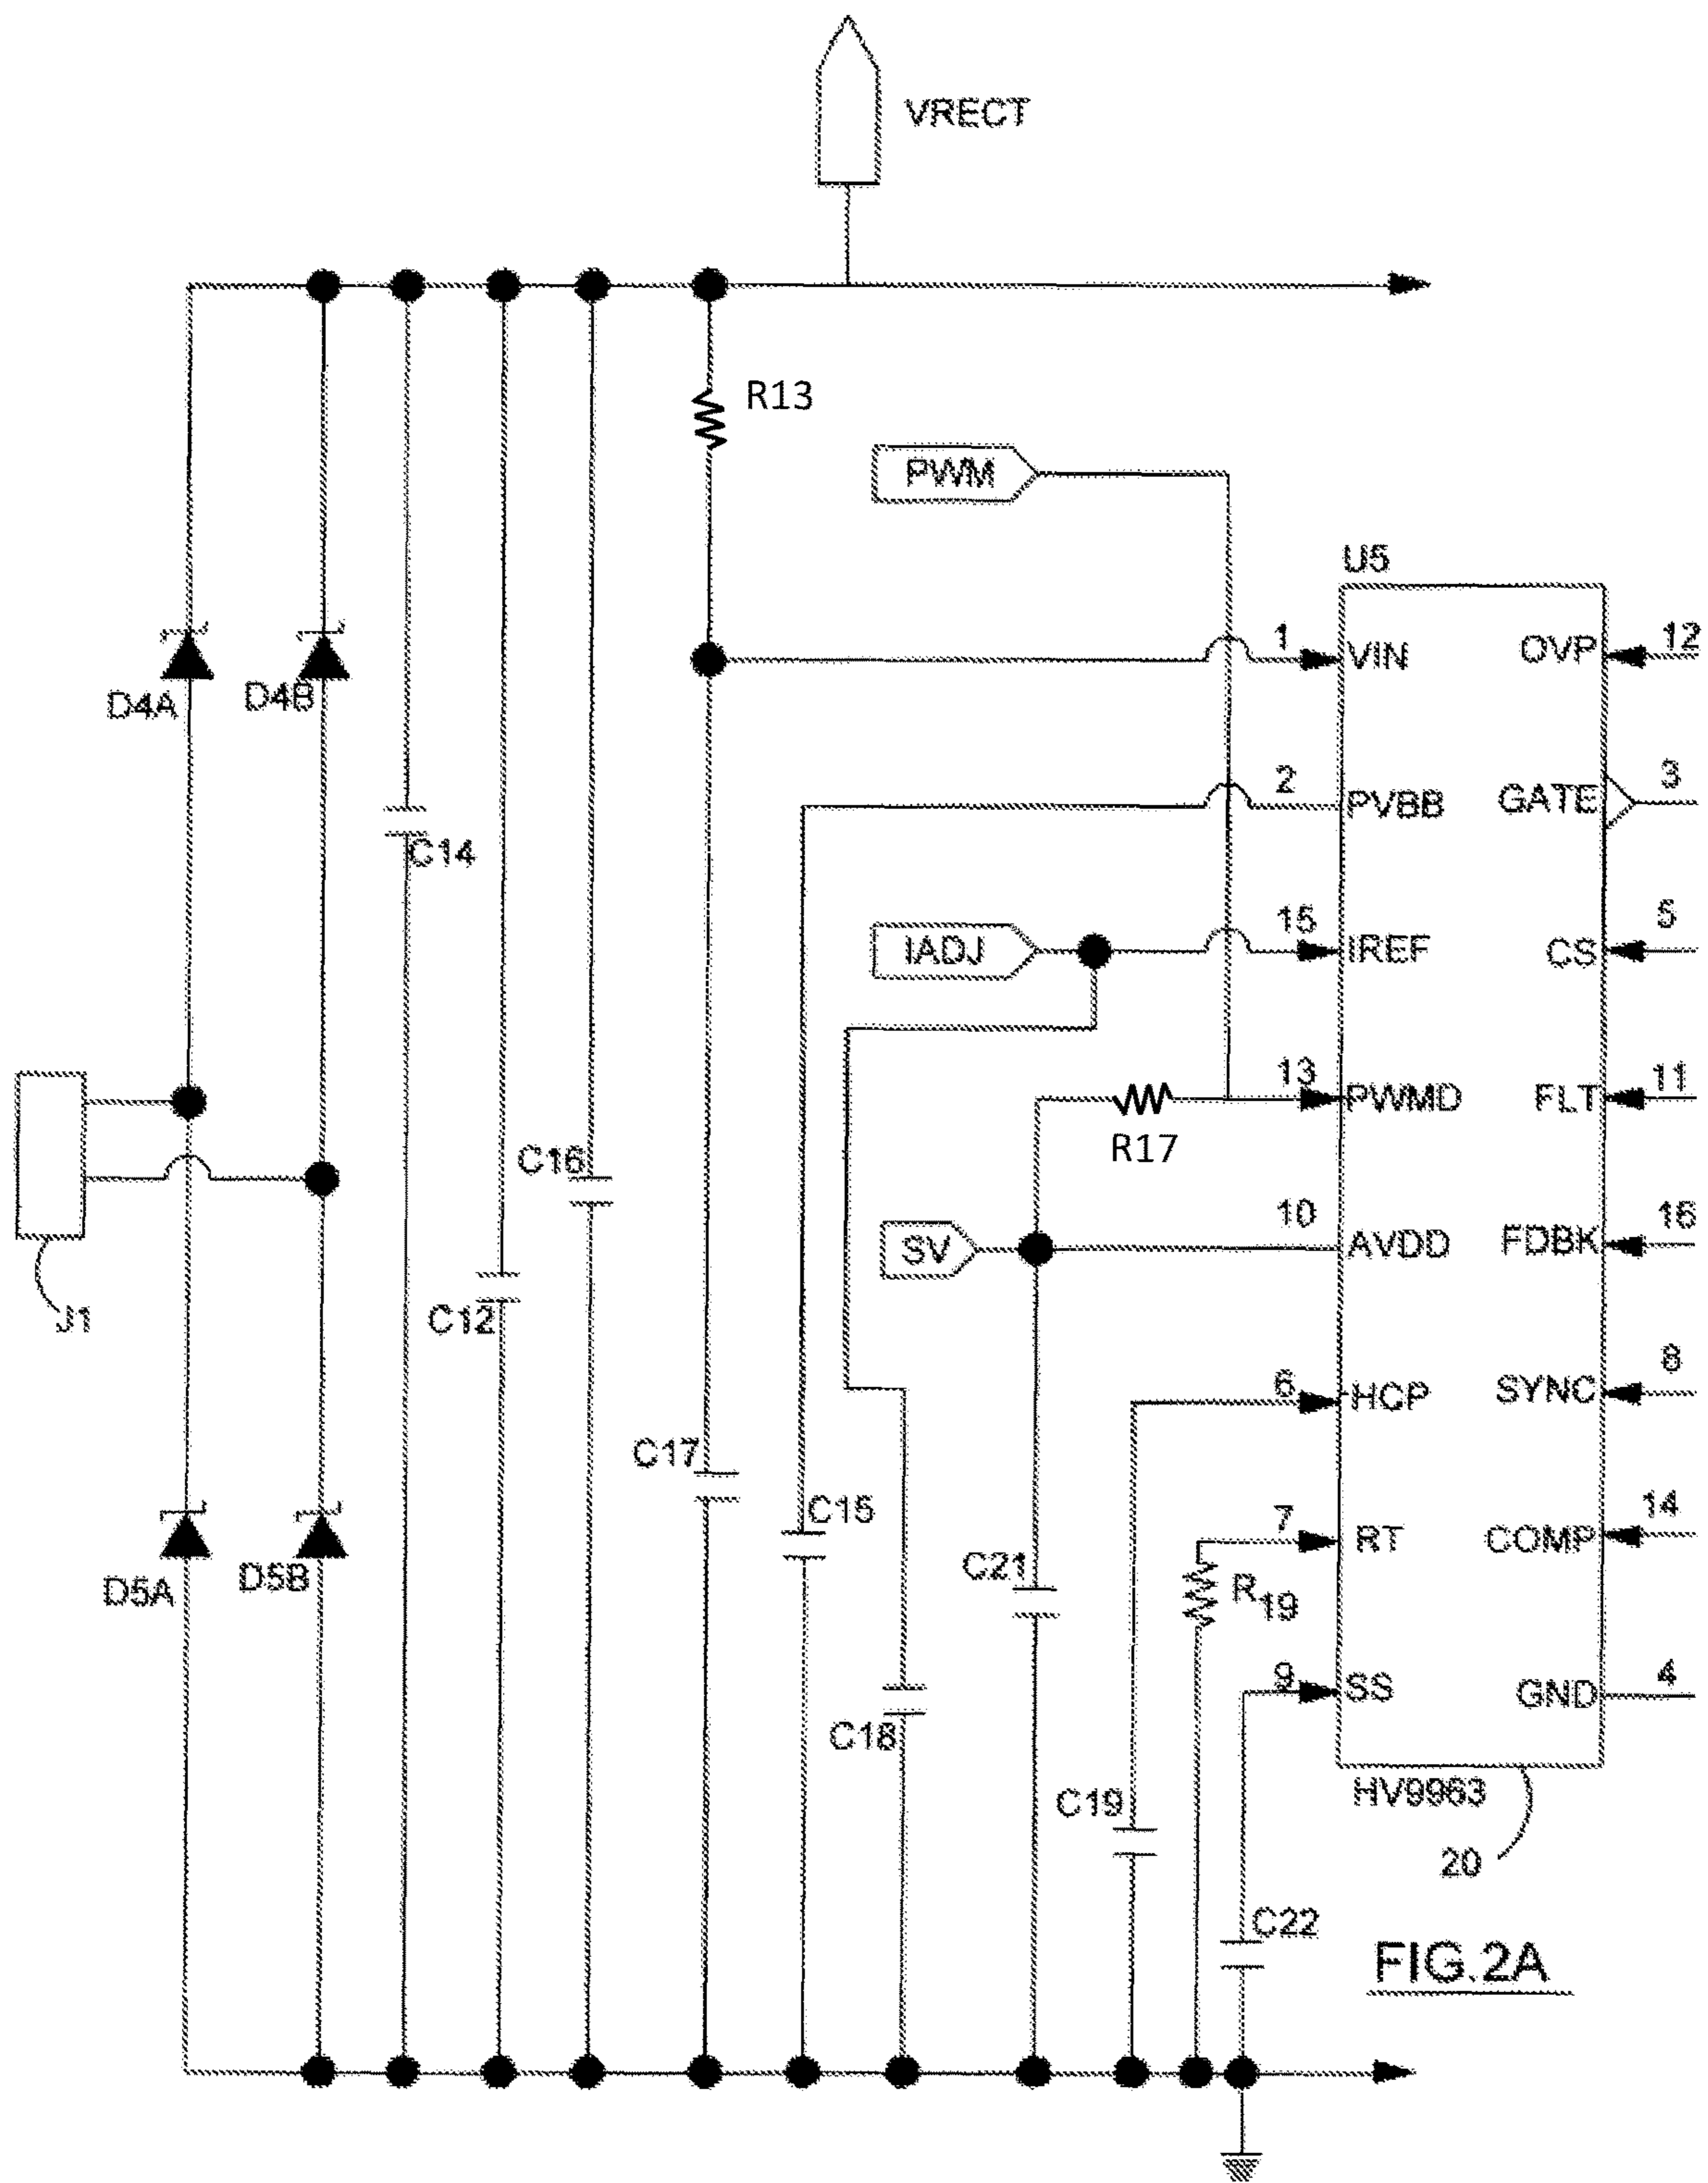 VRECT
R13
PWM
U5
1 VIN OVP 12
D4A D4B
2 PVBB GATE 3
C14
IADJ 15 IREF CS 5
13 PWMD FLT 11
R17
C16
SV 10 AVDD FDBK 16
J1
C12
6 HCP SYNC 8
C17
C15
7 RT COMP 14
D5A D5B
C21
R19
9 SS GND 4
C18
HV9963
C19
20
C22
FIG.2A